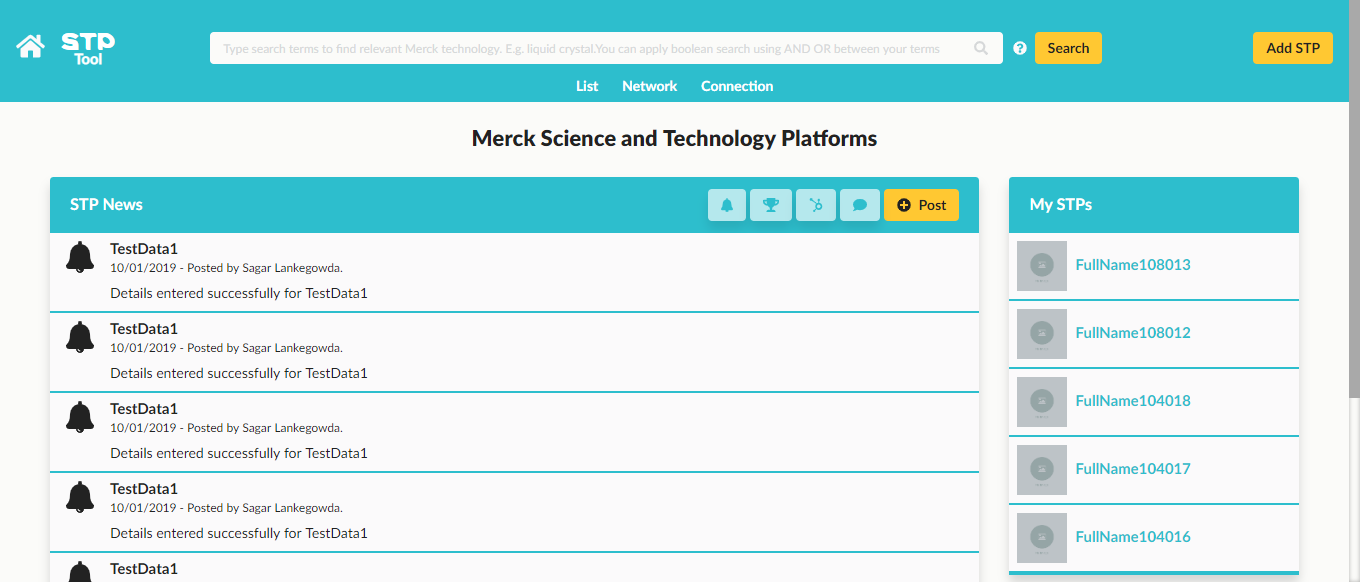 STP
Tool
Type search terms to find relevant Merck technology. E.g. liquid crystal.You can apply boolean search using AND OR between your terms
?
Search
Add STP
List
Network
Connection
Merck Science and Technology Platforms
STP News
Post
TestData1
10/01/2019 - Posted by Sagar Lankegowda.
Details entered successfully for TestData1
TestData1
10/01/2019 - Posted by Sagar Lankegowda.
Details entered successfully for TestData1
TestData1
10/01/2019 - Posted by Sagar Lankegowda.
Details entered successfully for TestData1
TestData1
10/01/2019 - Posted by Sagar Lankegowda.
Details entered successfully for TestData1
TestData1
My STPs
FullName108013
FullName108012
FullName104018
FullName104017
FullName104016